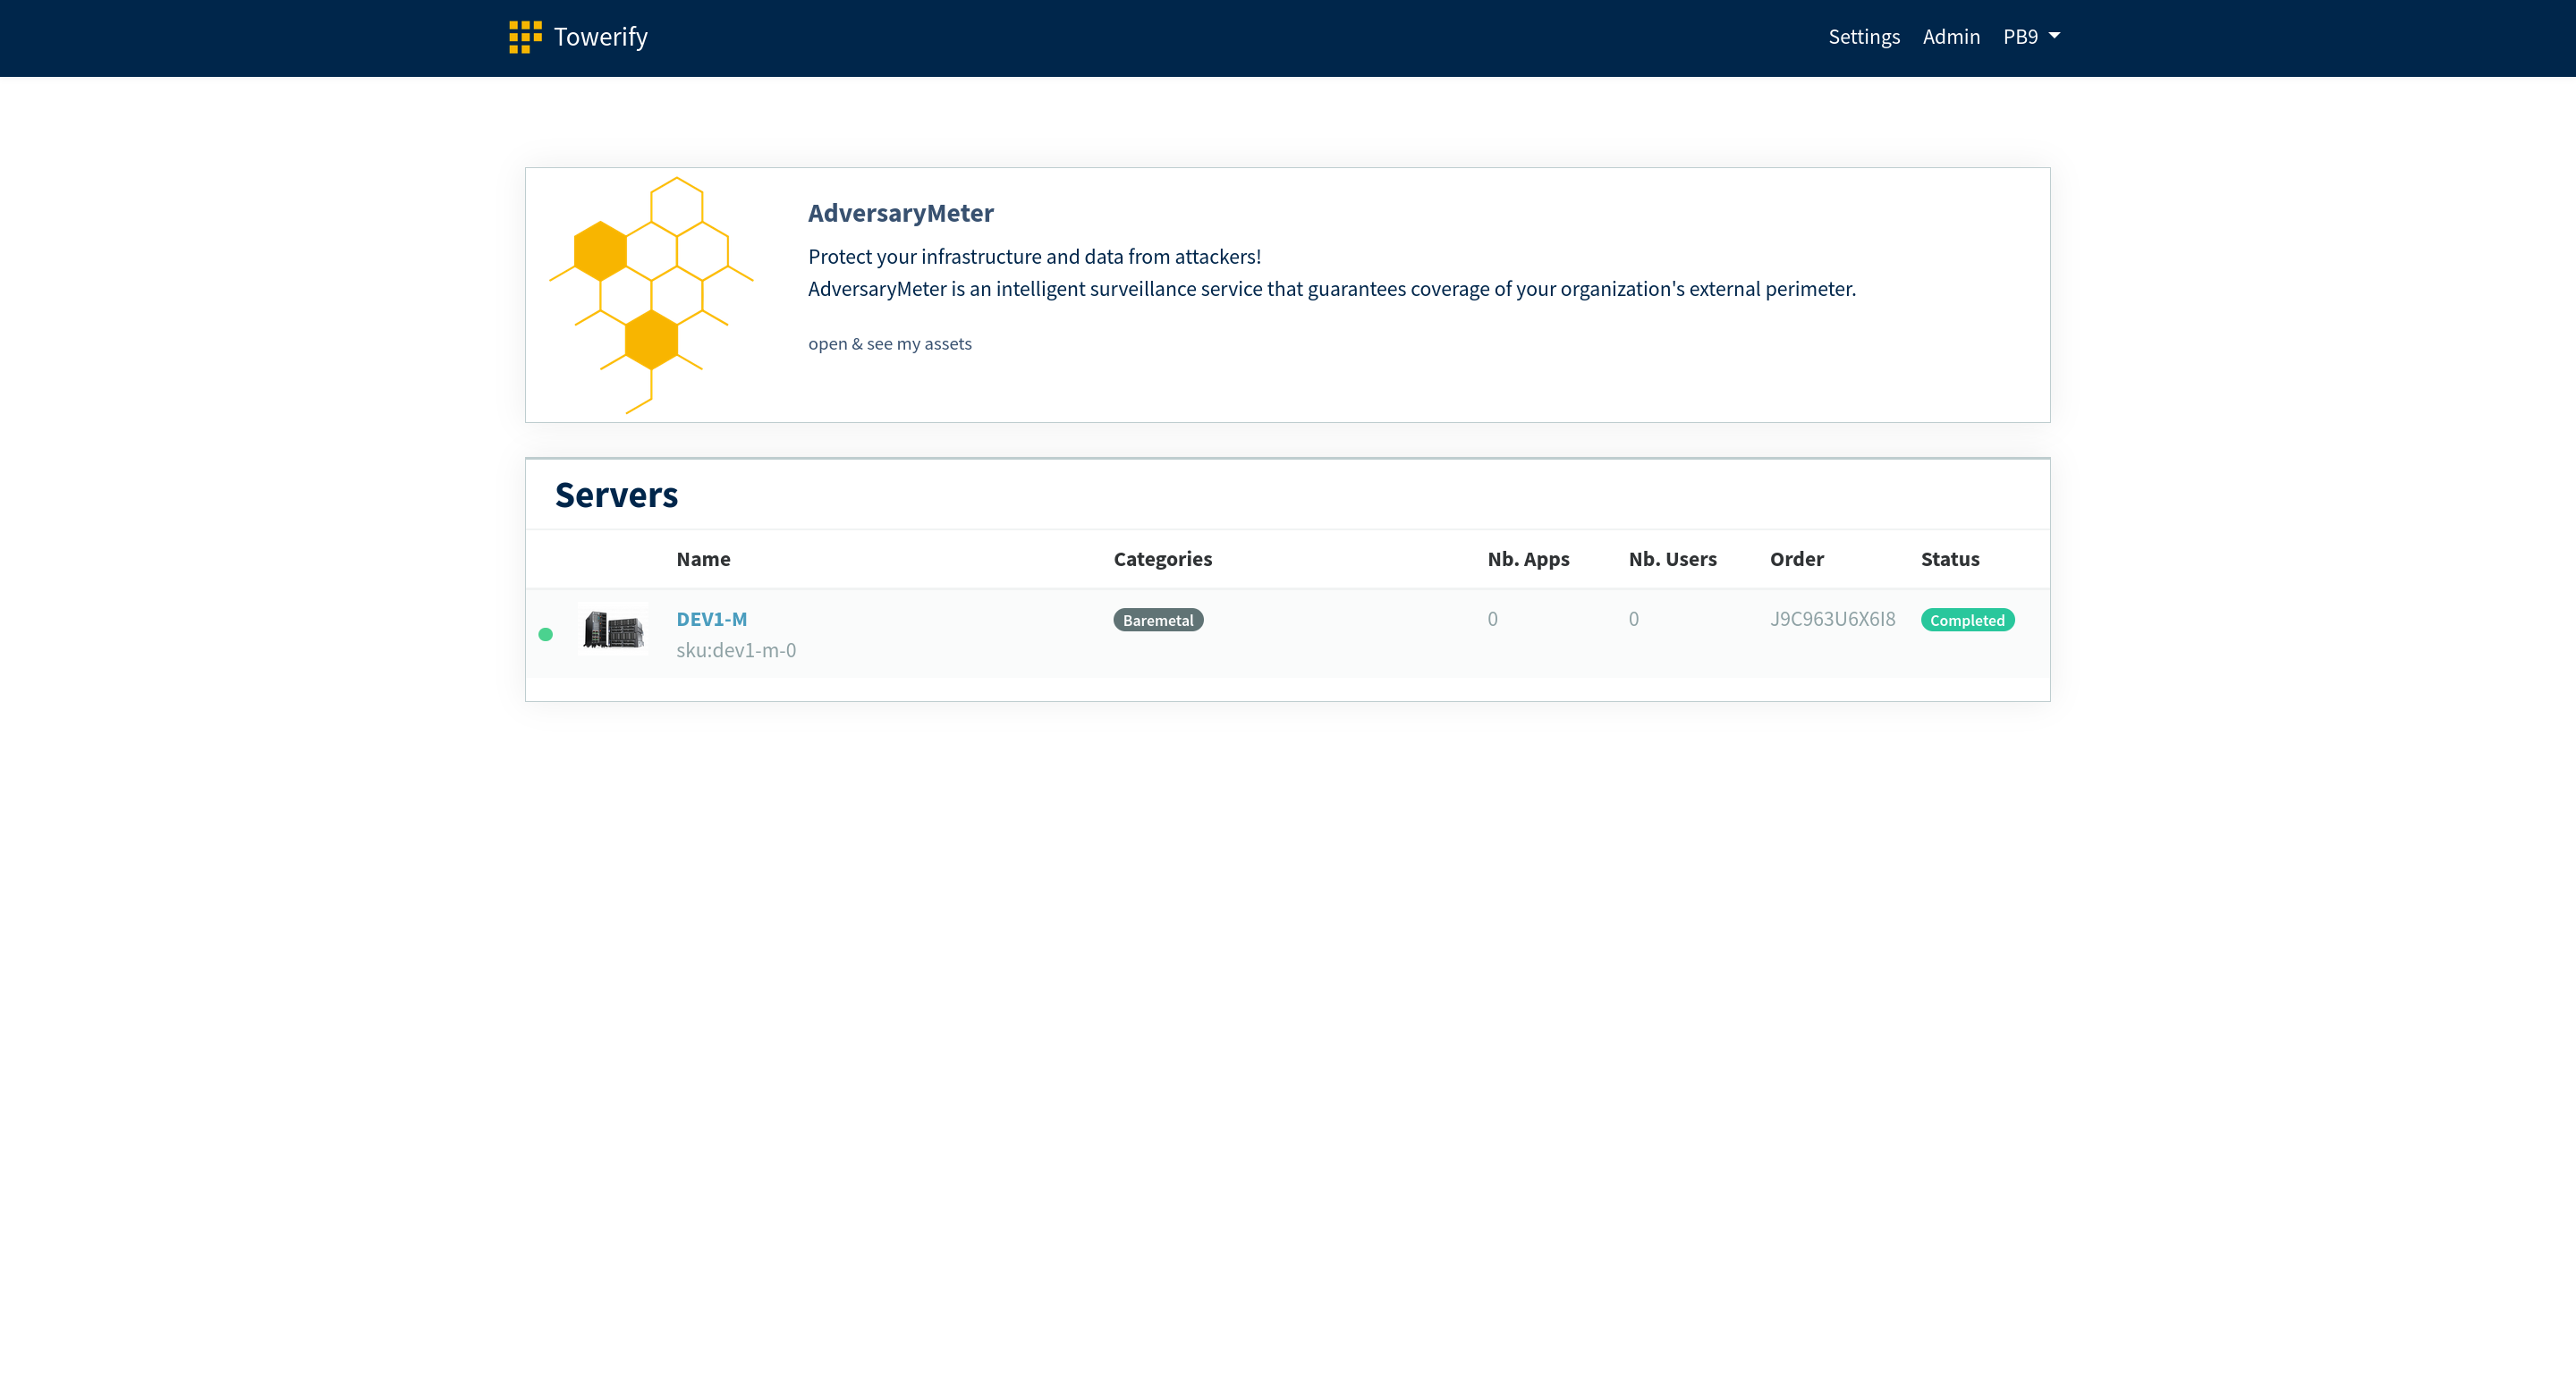 Towerify
Settings Admin PB9
AdversaryMeter
Protect your infrastructure and data from attackers!
AdversaryMeter is an intelligent surveillance service that guarantees coverage of your organization's external perimeter.
open & see my assets
Servers
Name Categories Nb. Apps Nb. Users Order Status
DEV1-M Baremetal 0 0 J9C963U6X6I8 Completed
sku:dev1-m-0